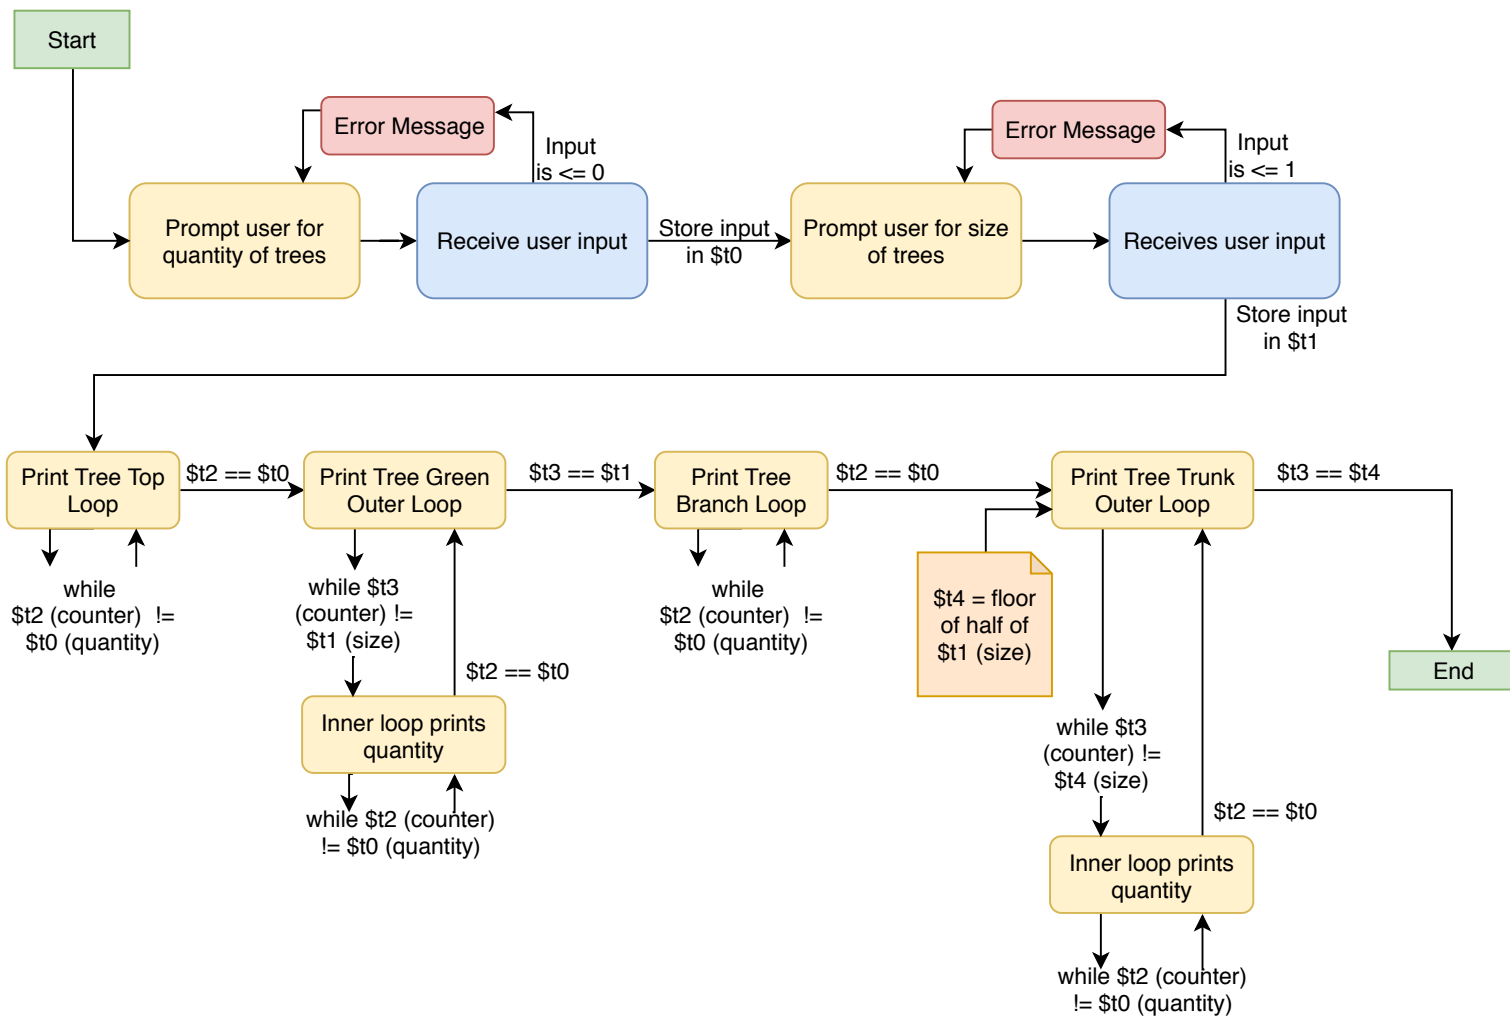 Start
Error Message
Input
is <= 0
Error Message
Input
is <= 1
Prompt user for
quantity of trees
Receive user input
Store input
in $t0
Prompt user for size
of trees
Receives user input
Store input
in $t1
Print Tree Top
Loop
$t2 == $t0
Print Tree Green
Outer Loop
$t3 == $t1
Print Tree
Branch Loop
$t2 == $t0
Print Tree Trunk
Outer Loop
$t3 == $t4
while
$t2 (counter) !=
$t0 (quantity)
while $t3
(counter) !=
$t1 (size)
while
$t2 (counter) !=
$t0 (quantity)
$t4 = floor
of half of
$t1 (size)
End
$t2 == $t0
Inner loop prints
quantity
while $t2 (counter)
!= $t0 (quantity)
while $t3
(counter) !=
$t4 (size)
$t2 == $t0
Inner loop prints
quantity
while $t2 (counter)
!= $t0 (quantity)